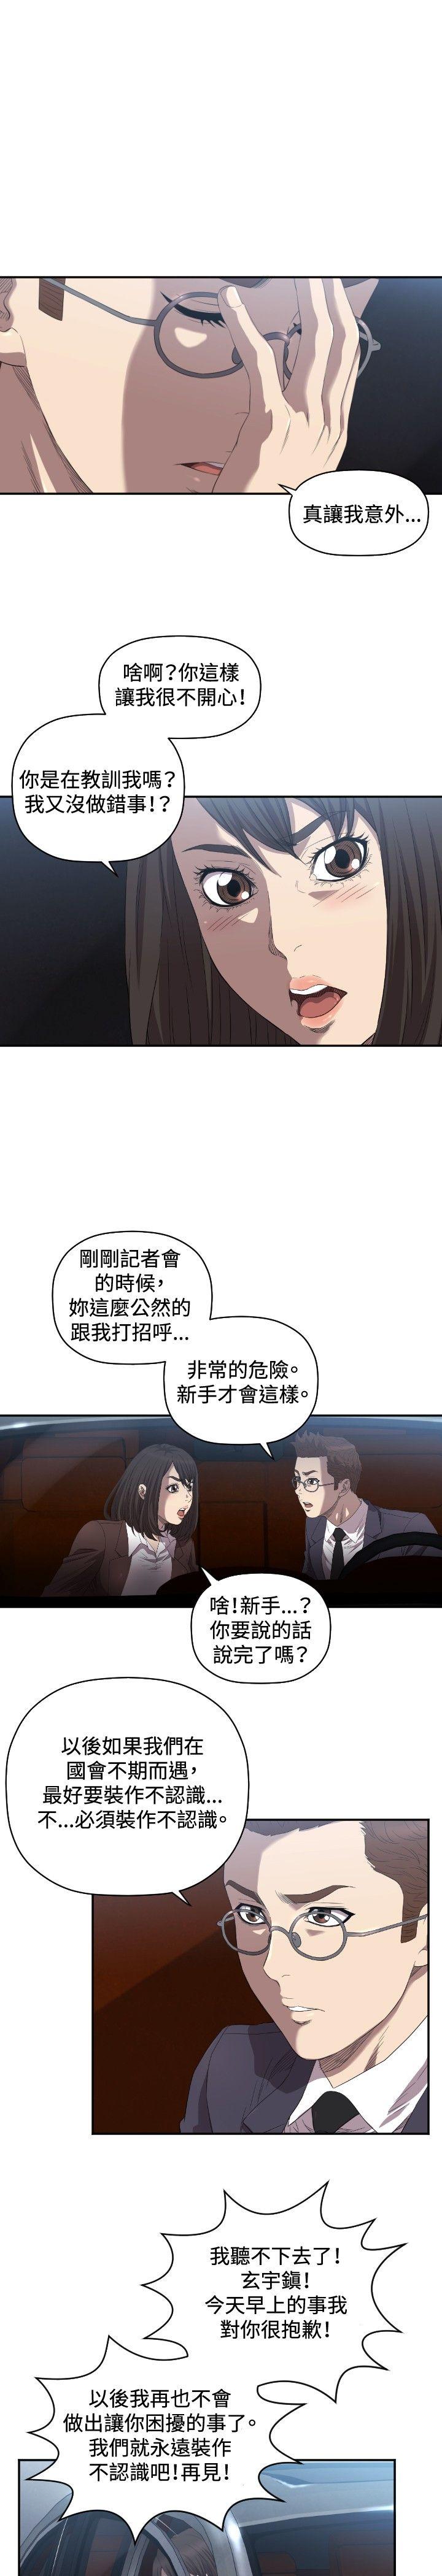 真讓我意外...
啥啊？你這樣
讓我很不開心！
你是在教訓我嗎？
我又沒做錯事！？
剛剛記者會
的時候，
妳這麼公然的
跟我打招呼...
非常的危險。
新手才會這樣。
啥！新手...？
你要說的話
說完了嗎？
以後如果我們在
國會不期而遇，
最好要裝作不認識...
不...必須裝作不認識。
我聽不下去了！
玄宇鎭！
今天早上的事我
對你很抱歉！
以後我再也不會
做出讓你困擾的事了。
我們就永遠裝作
不認識吧！再見！